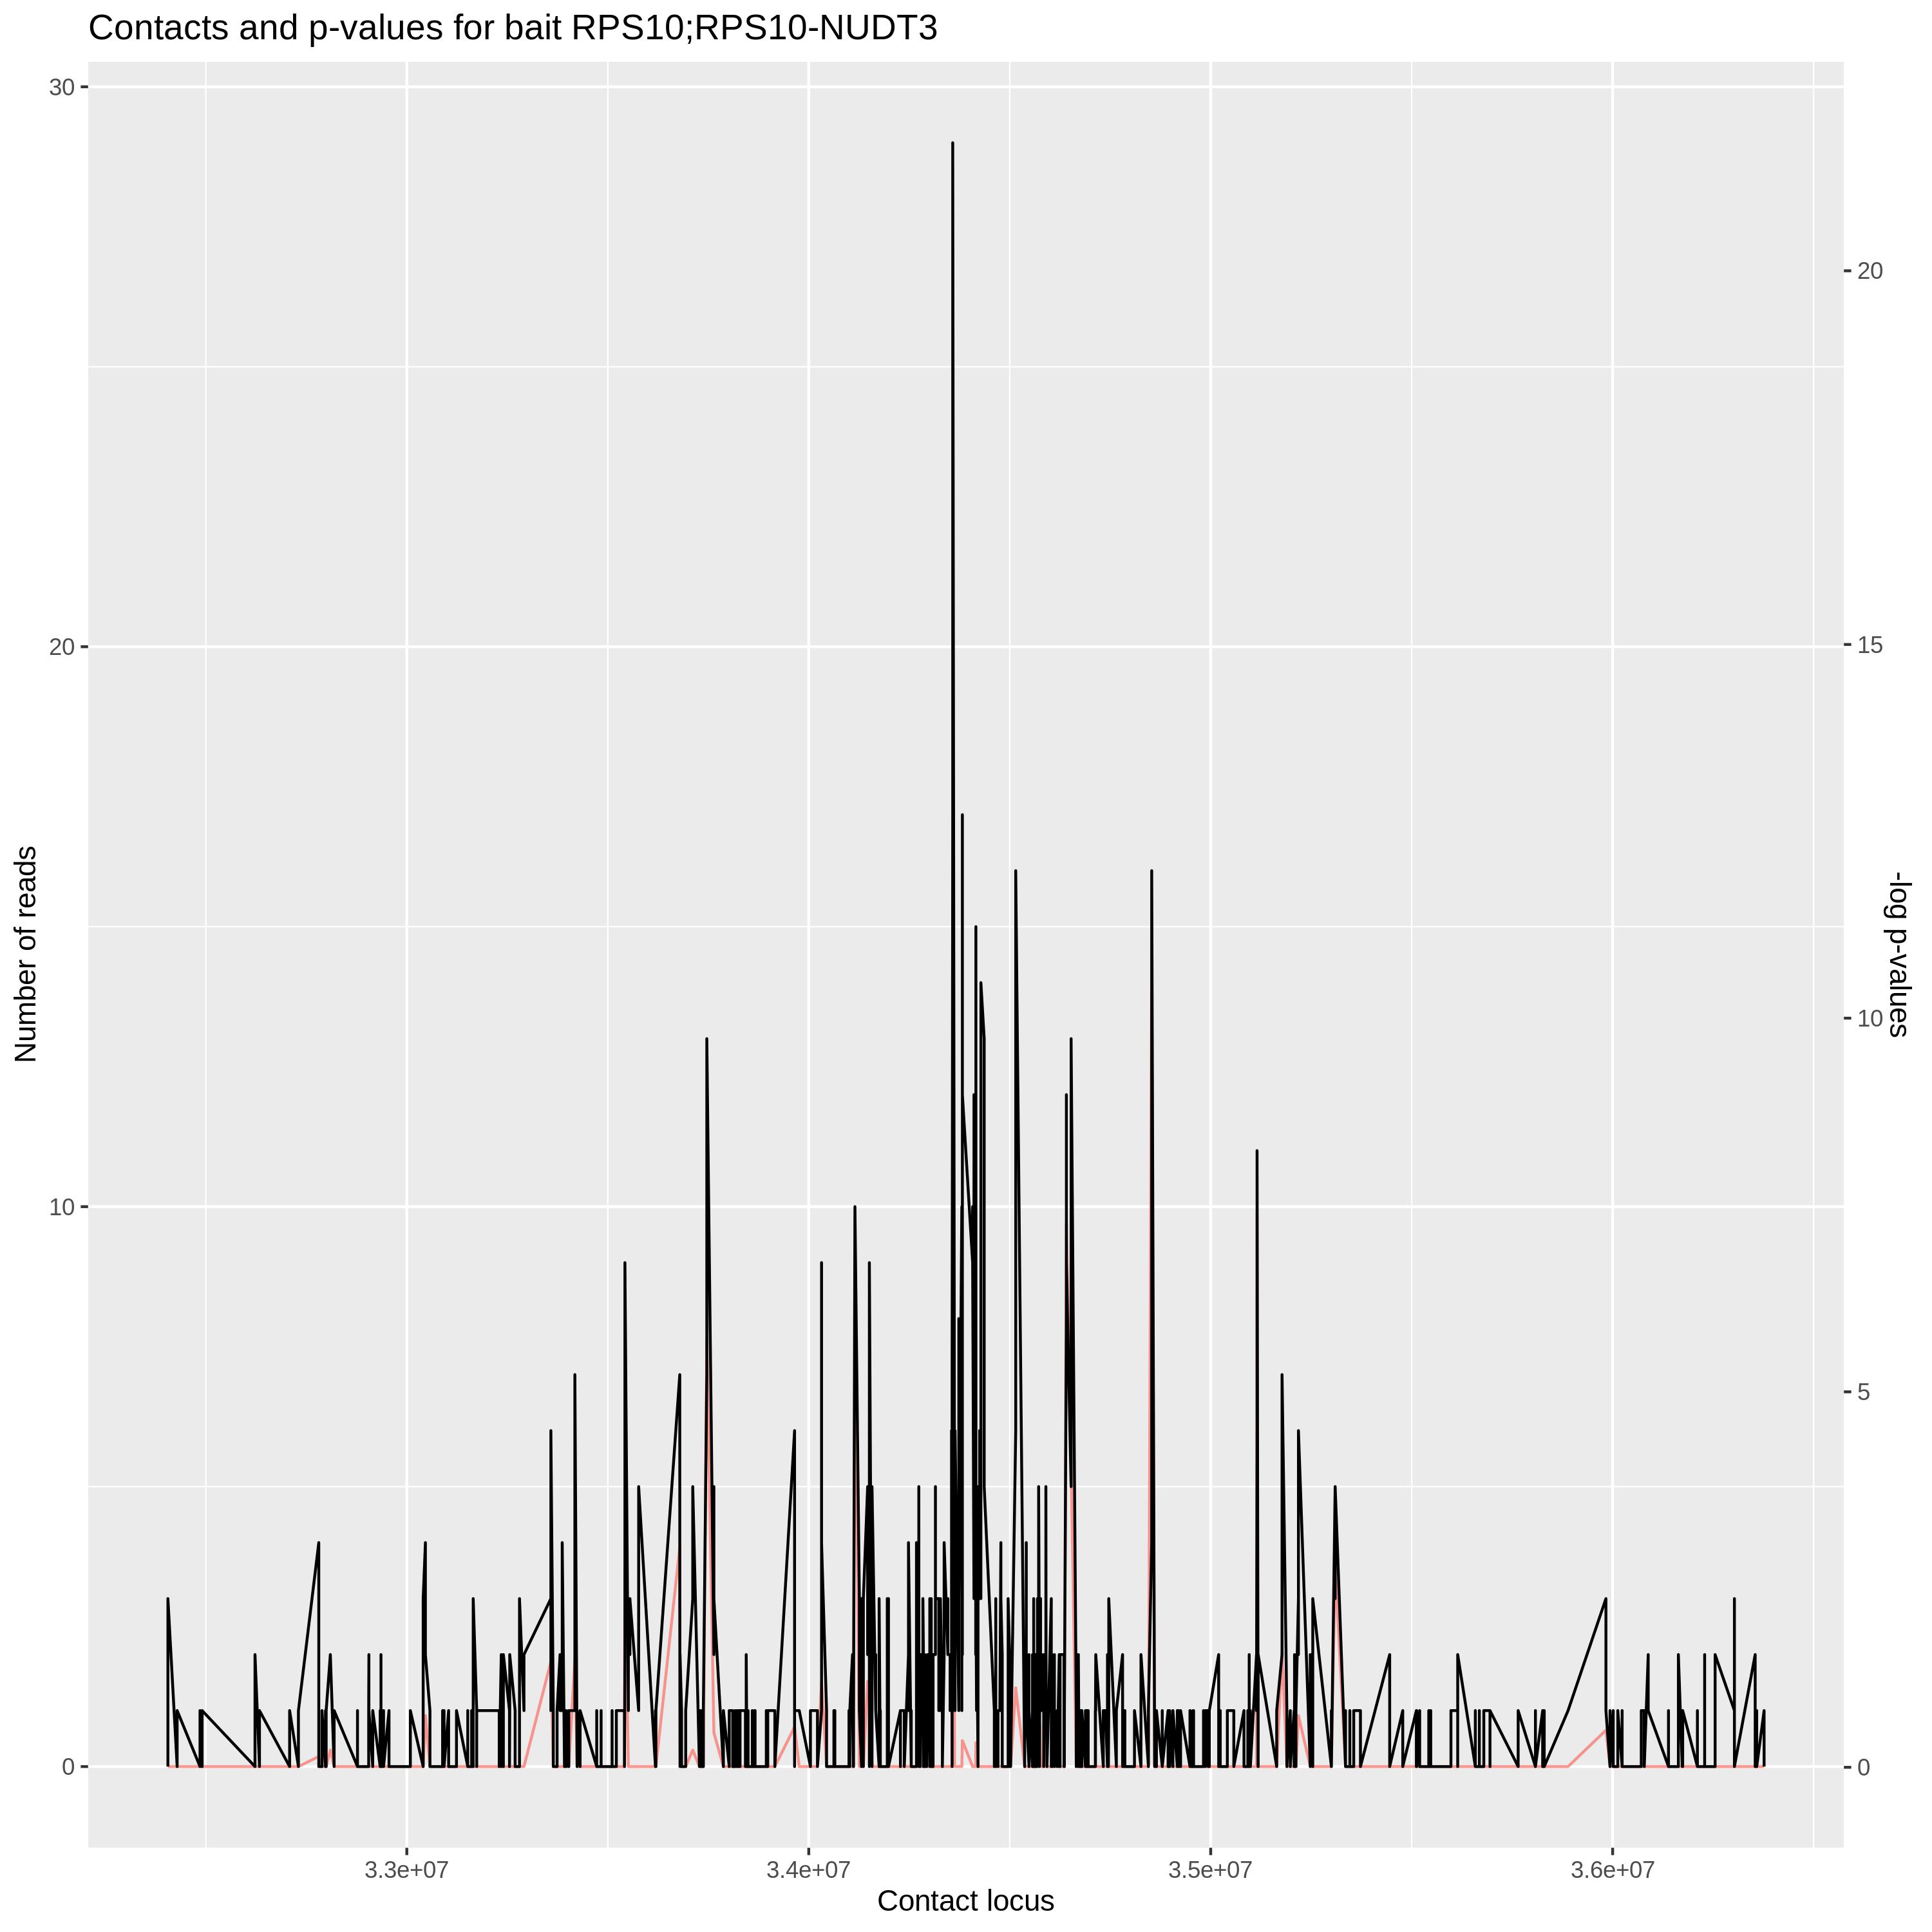 Contacts and p-values for bait RPS10;RPS10-NUDT3
30
20
10
0
Number of reads
20
15
10
5
0
-log p-values
3.3e+07 3.4e+07 3.5e+07 3.6e+07
Contact locus